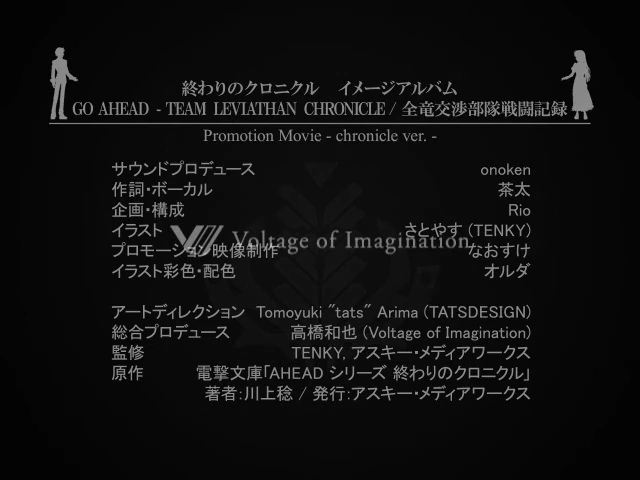 終わりのクロニクル　イメージアルバム
GO AHEAD - TEAM LEVIATHAN CHRONICLE / 全竜交渉部隊戦闘記録
Promotion Movie - chronicle ver. -
サウンドプロデュース onoken
作詞・ボーカル 茶太
企画・構成 Rio
イラスト さとやす (TENKY)
Voltage of Imagination
プロモーション映像制作 なおすけ
イラスト彩色・配色 オルダ
アートディレクション Tomoyuki "tats" Arima (TATSDESIGN)
総合プロデュース 高橋和也 (Voltage of Imagination)
監修 TENKY, アスキー・メディアワークス
原作 電撃文庫「AHEAD シリーズ 終わりのクロニクル」
著者:川上稔 / 発行:アスキー・メディアワークス